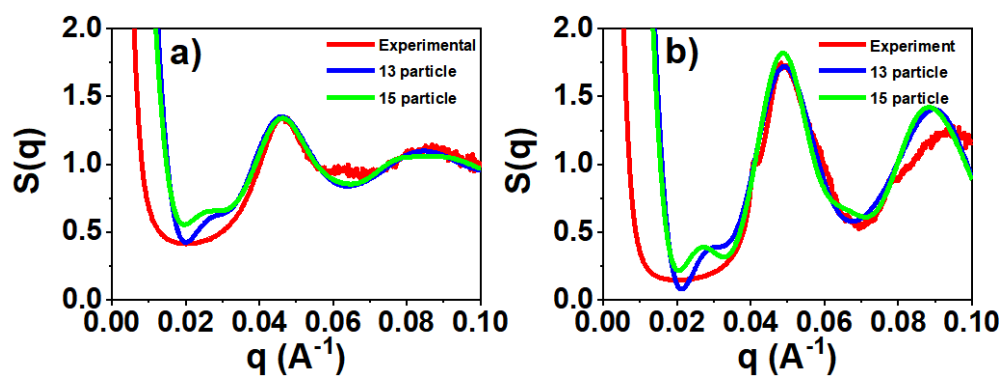 a)
Experimental
13 particle
15 particle
S(q)
2.0
1.5
1.0
0.5
0.0
0.00 0.02 0.04 0.06 0.08 0.10
q (A⁻¹)
b)
Experiment
13 particle
15 particle
S(q)
2.0
1.5
1.0
0.5
0.0
0.00 0.02 0.04 0.06 0.08 0.10
q (A⁻¹)